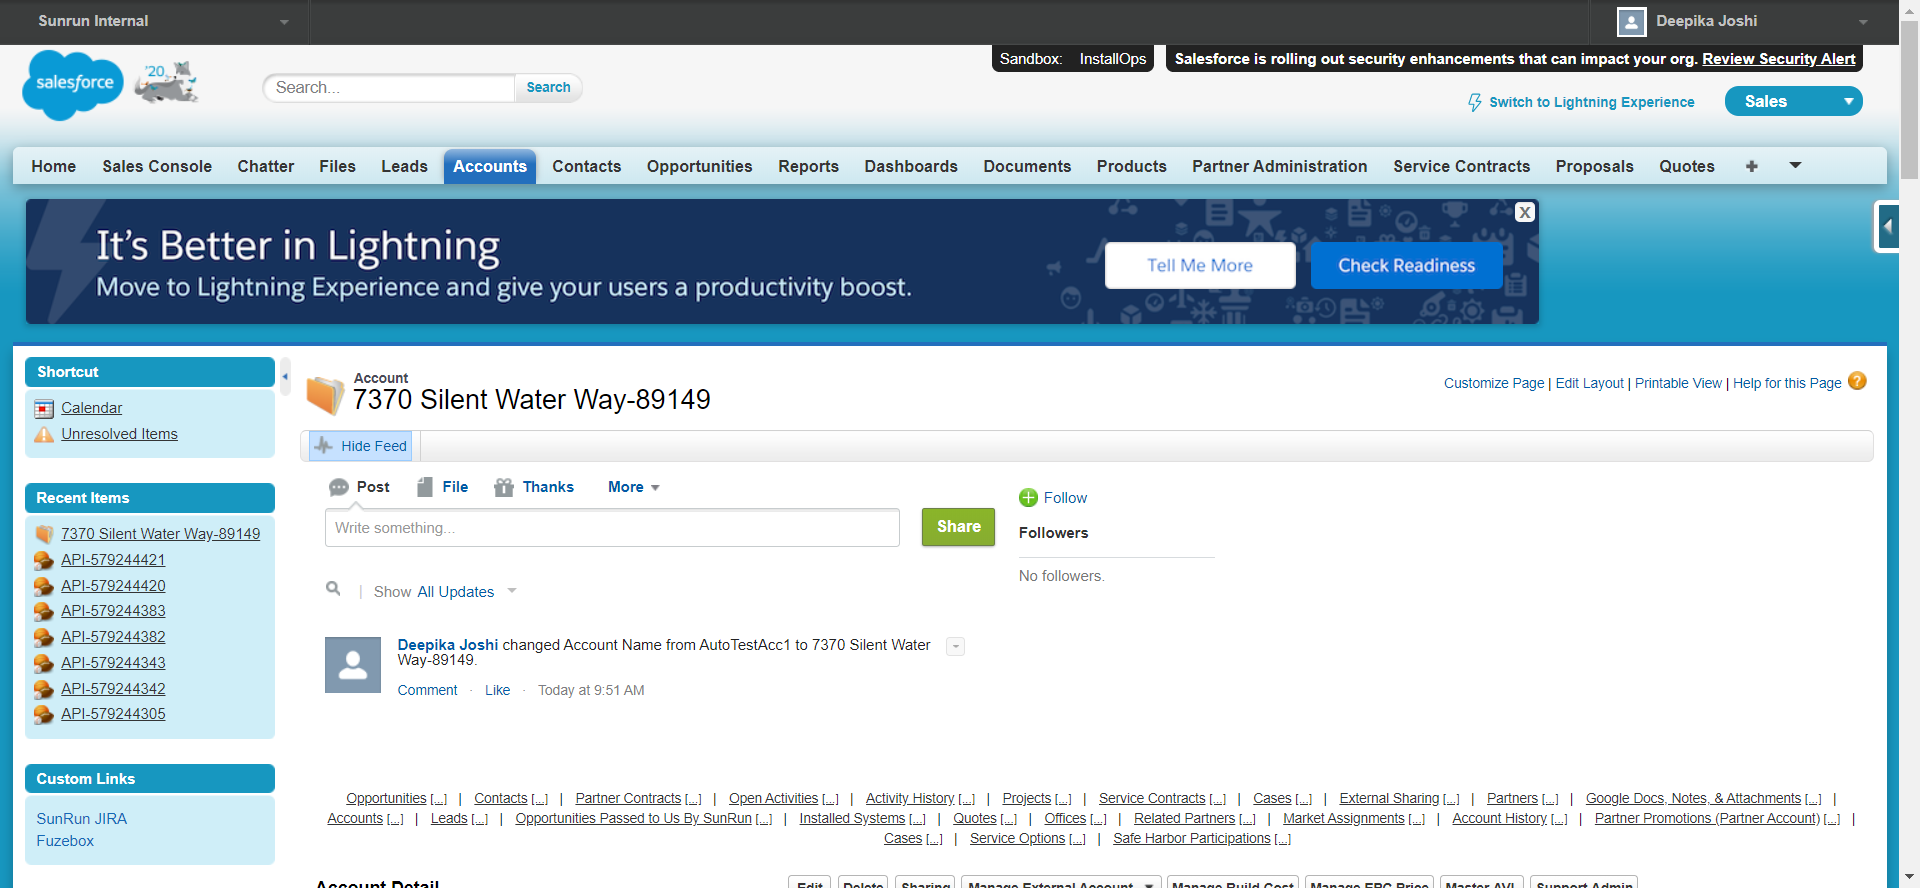 Sunrun Internal
Deepika Joshi
salesforce
'20
Search...
Search
Sandbox: InstallOps
Salesforce is rolling out security enhancements that can impact your org. Review Security Alert
Switch to Lightning Experience
Sales
Home Sales Console Chatter Files Leads Accounts Contacts Opportunities Reports Dashboards Documents Products Partner Administration Service Contracts Proposals Quotes +
It's Better in Lightning
Move to Lightning Experience and give your users a productivity boost.
Tell Me More
Check Readiness
X
Shortcut
Calendar
Unresolved Items
Recent Items
7370 Silent Water Way-89149
API-579244421
API-579244420
API-579244383
API-579244382
API-579244343
API-579244342
API-579244305
Custom Links
SunRun JIRA
Fuzebox
Account
7370 Silent Water Way-89149
Customize Page | Edit Layout | Printable View | Help for this Page ?
Hide Feed
Post File Thanks More
Write something...
Share
Follow
Followers
No followers.
| Show All Updates
Deepika Joshi changed Account Name from AutoTestAcc1 to 7370 Silent Water
Way-89149.
Comment · Like · Today at 9:51 AM
Opportunities [...] | Contacts [...] | Partner Contracts [...] | Open Activities [...] | Activity History [...] | Projects [...] | Service Contracts [...] | Cases [...] | External Sharing [...] | Partners [...] | Google Docs, Notes, & Attachments [...] |
Accounts [...] | Leads [...] | Opportunities Passed to Us By SunRun [...] | Installed Systems [...] | Quotes [...] | Offices [...] | Related Partners [...] | Market Assignments [...] | Account History [...] | Partner Promotions (Partner Account) [...] |
Cases [...] | Service Options [...] | Safe Harbor Participations [...]
Account Detail
Edit Delete Sharing Manage External Account Manage Build Cost Manage EPC Price Master AVL Support Admin